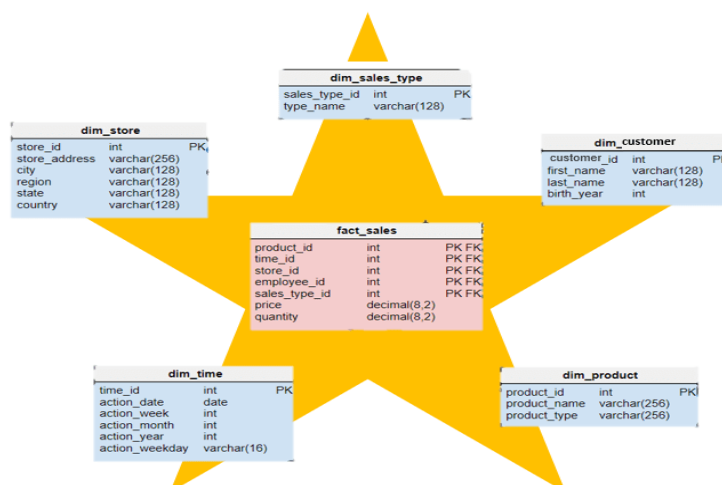 dim_sales_type
sales_type_id int PK
type_name varchar(128)
dim_store
store_id int PK
store_address varchar(256)
city varchar(128)
region varchar(128)
state varchar(128)
country varchar(128)
dim_customer
customer_id int PK
first_name varchar(128)
last_name varchar(128)
birth_year int
fact_sales
product_id int PK FK
time_id int PK FK
store_id int PK FK
employee_id int PK FK
sales_type_id int PK FK
price decimal(8,2)
quantity decimal(8,2)
dim_time
time_id int PK
action_date date
action_week int
action_month int
action_year int
action_weekday varchar(16)
dim_product
product_id int PK
product_name varchar(256)
product_type varchar(256)